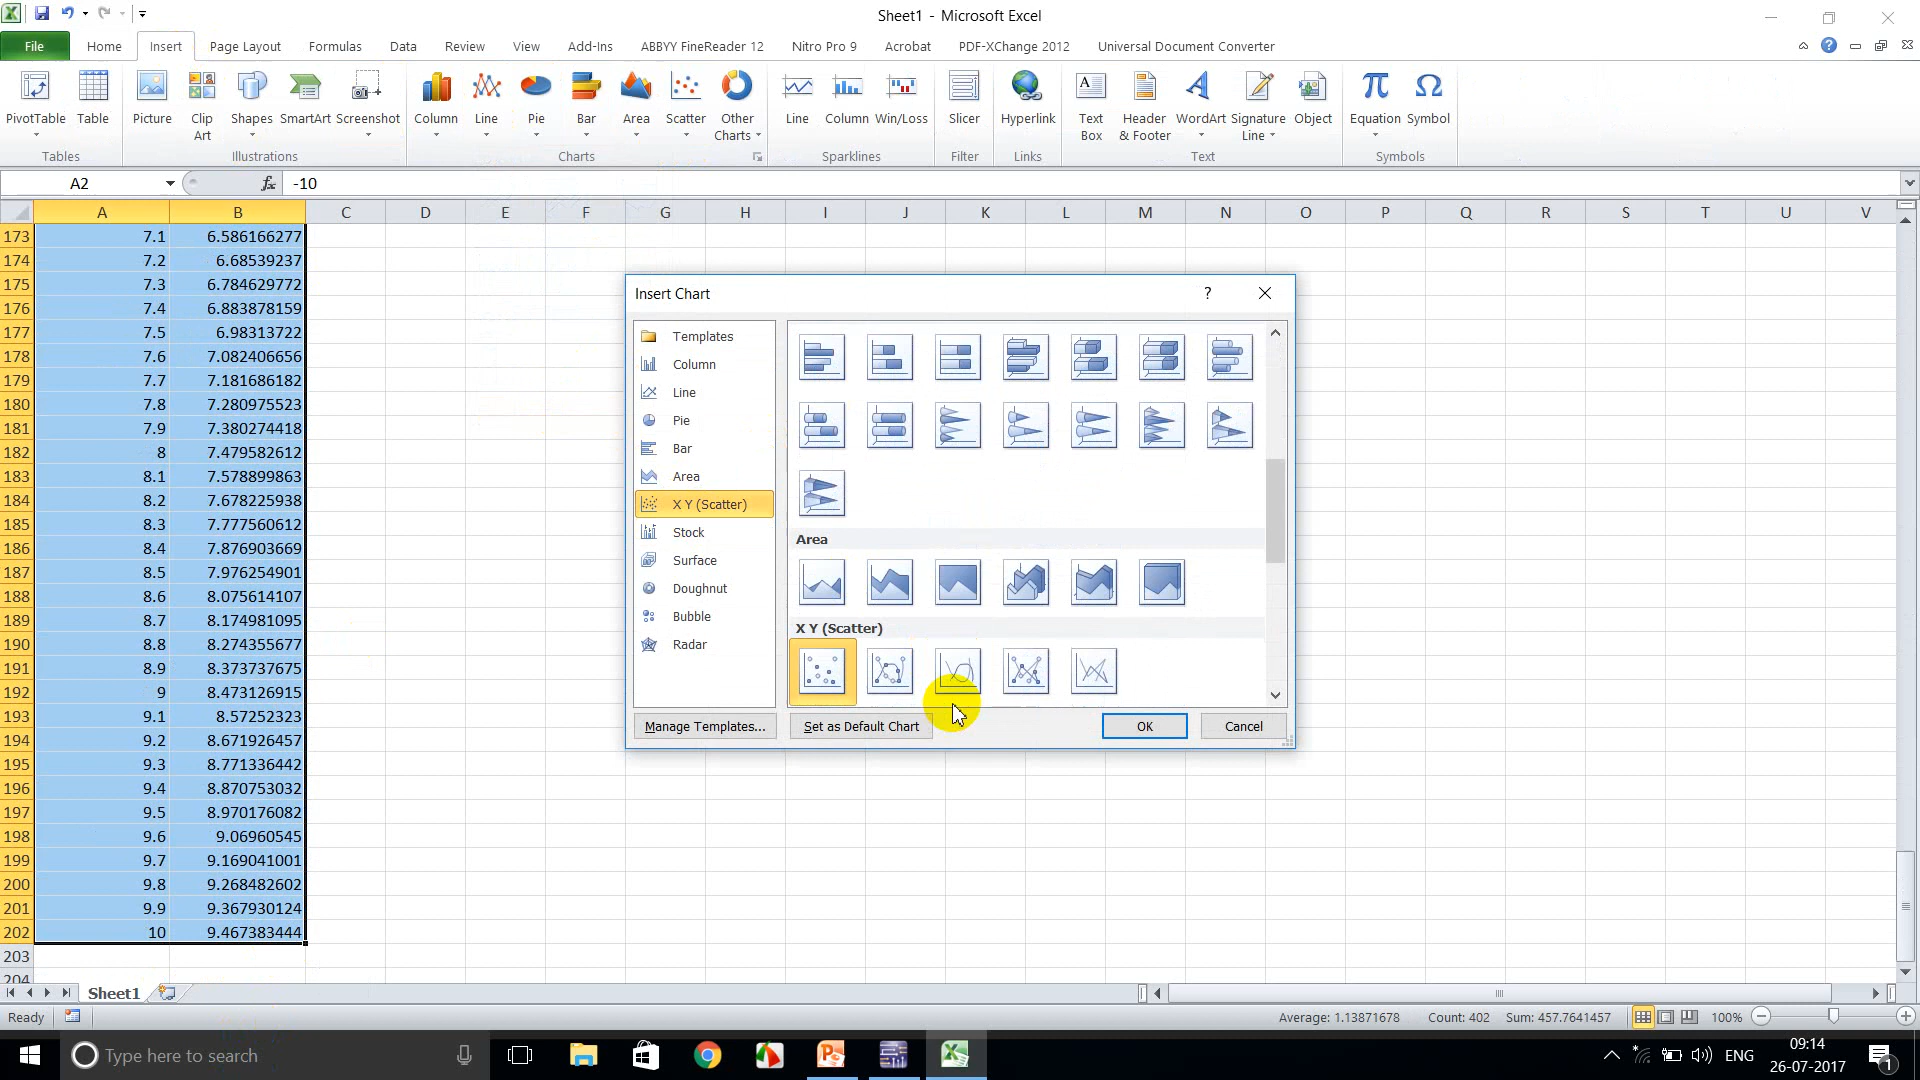 Sheet1 - Microsoft Excel
File Home Insert Page Layout Formulas Data Review View Add-Ins ABBYY FineReader 12 Nitro Pro 9 Acrobat PDF-XChange 2012 Universal Document Converter
PivotTable Table Picture Clip Art SmartArt Shapes Screenshot Column Line Pie Bar Area Scatter Other Charts Line Column Win/Loss Slicer Hyperlink Text Box Header & Footer WordArt Signature Line Object Equation Symbol
Tables Illustrations Charts Sparklines Filter Links Text Symbols
A2 fx -10
A B C D E F G H I J K L M N O P Q R S T U V
173 7.1 6.586166277
174 7.2 6.68539237
175 7.3 6.784629772
176 7.4 6.883878159
177 7.5 6.98313722
178 7.6 7.082406656
179 7.7 7.181686182
180 7.8 7.280975523
181 7.9 7.380274418
182 8 7.479582612
183 8.1 7.578899863
184 8.2 7.678225938
185 8.3 7.777560612
186 8.4 7.876903669
187 8.5 7.976254901
188 8.6 8.075614107
189 8.7 8.174981095
190 8.8 8.274355677
191 8.9 8.373737675
192 9 8.473126915
193 9.1 8.57252323
194 9.2 8.671926457
195 9.3 8.771336442
196 9.4 8.870753032
197 9.5 8.970176082
198 9.6 9.06960545
199 9.7 9.169041001
200 9.8 9.268482602
201 9.9 9.367930124
202 10 9.467383444
203
204
Insert Chart ?
Templates
Column
Line
Pie
Bar
Area
X Y (Scatter)
Stock
Surface
Doughnut
Bubble
Radar
Area
X Y (Scatter)
Manage Templates... Set as Default Chart OK Cancel
Sheet1
Ready Average: 1.13871678 Count: 402 Sum: 457.7641457 100%
Type here to search ENG 09:14
26-07-2017 1